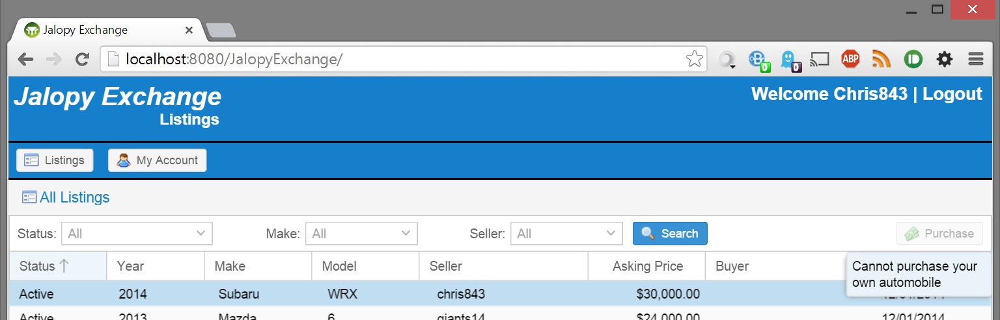 Jalopy Exchange
localhost:8080/JalopyExchange/
0 0 ABP
Jalopy Exchange Welcome Chris843 | Logout
Listings
Listings My Account
All Listings
Status: All Make: All Seller: All Search Purchase
Status Year Make Model Seller Asking Price Buyer
Cannot purchase your
own automobile
Active 2014 Subaru WRX chris843 $30,000.00
Active 2013 Mazda 6 giants14 $24,000.00 12/01/2014